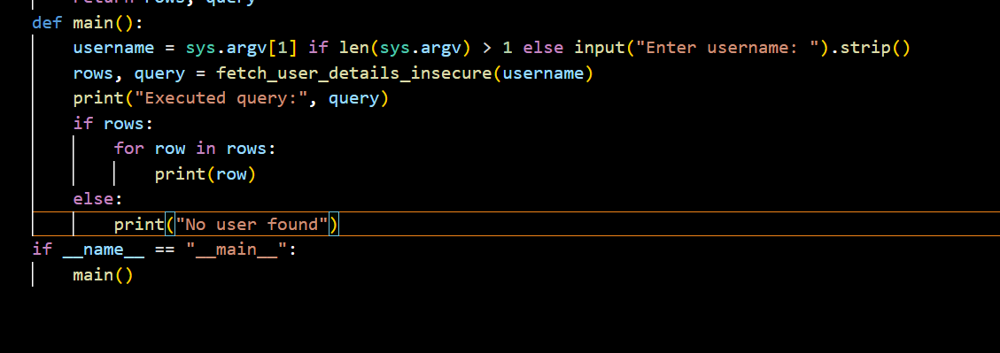 return rows, query
def main():
    username = sys.argv[1] if len(sys.argv) > 1 else input("Enter username: ").strip()
    rows, query = fetch_user_details_insecure(username)
    print("Executed query:", query)
    if rows:
        for row in rows:
            print(row)
    else:
        print("No user found")
if __name__ == "__main__":
    main()